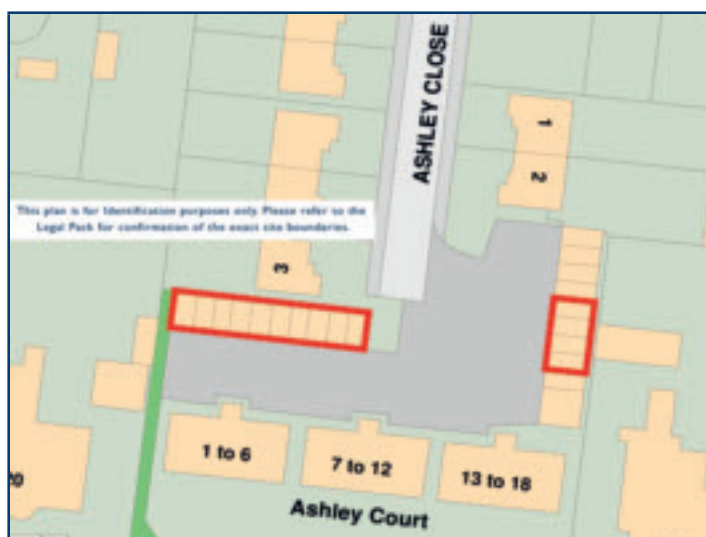 ASHLEY CLOSE
1
2
This plan is for Identification purposes only. Please refer to the
Legal Pack for confirmation of the exact site boundaries.
3
1 to 6
7 to 12
13 to 18
20
Ashley Court